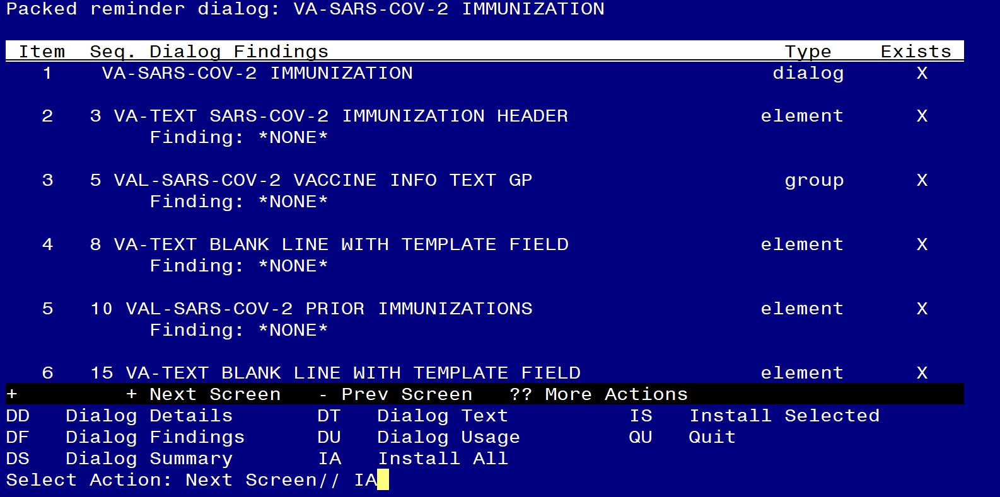 Packed reminder dialog: VA-SARS-COV-2 IMMUNIZATION
Item Seq. Dialog Findings Type Exists
1 VA-SARS-COV-2 IMMUNIZATION dialog X
2 3 VA-TEXT SARS-COV-2 IMMUNIZATION HEADER element X
Finding: *NONE*
3 5 VAL-SARS-COV-2 VACCINE INFO TEXT GP group X
Finding: *NONE*
4 8 VA-TEXT BLANK LINE WITH TEMPLATE FIELD element X
Finding: *NONE*
5 10 VAL-SARS-COV-2 PRIOR IMMUNIZATIONS element X
Finding: *NONE*
6 15 VA-TEXT BLANK LINE WITH TEMPLATE FIELD element X
+ + Next Screen - Prev Screen ?? More Actions
DD Dialog Details DT Dialog Text IS Install Selected
DF Dialog Findings DU Dialog Usage QU Quit
DS Dialog Summary IA Install All
Select Action: Next Screen// IA